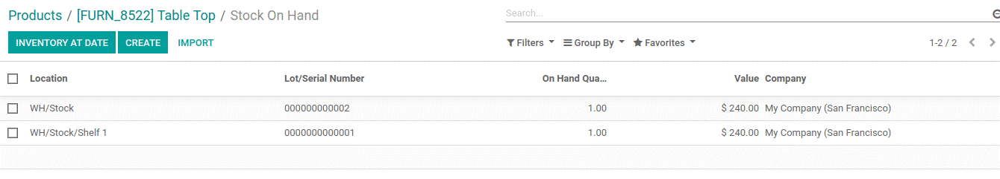 Products / [FURN_8522] Table Top / Stock On Hand
Search...
INVENTORY AT DATE CREATE IMPORT
Filters Group By Favorites 1-2 / 2
Location Lot/Serial Number On Hand Qua... Value Company
WH/Stock 000000000002 1.00 $ 240.00 My Company (San Francisco)
WH/Stock/Shelf 1 0000000000001 1.00 $ 240.00 My Company (San Francisco)